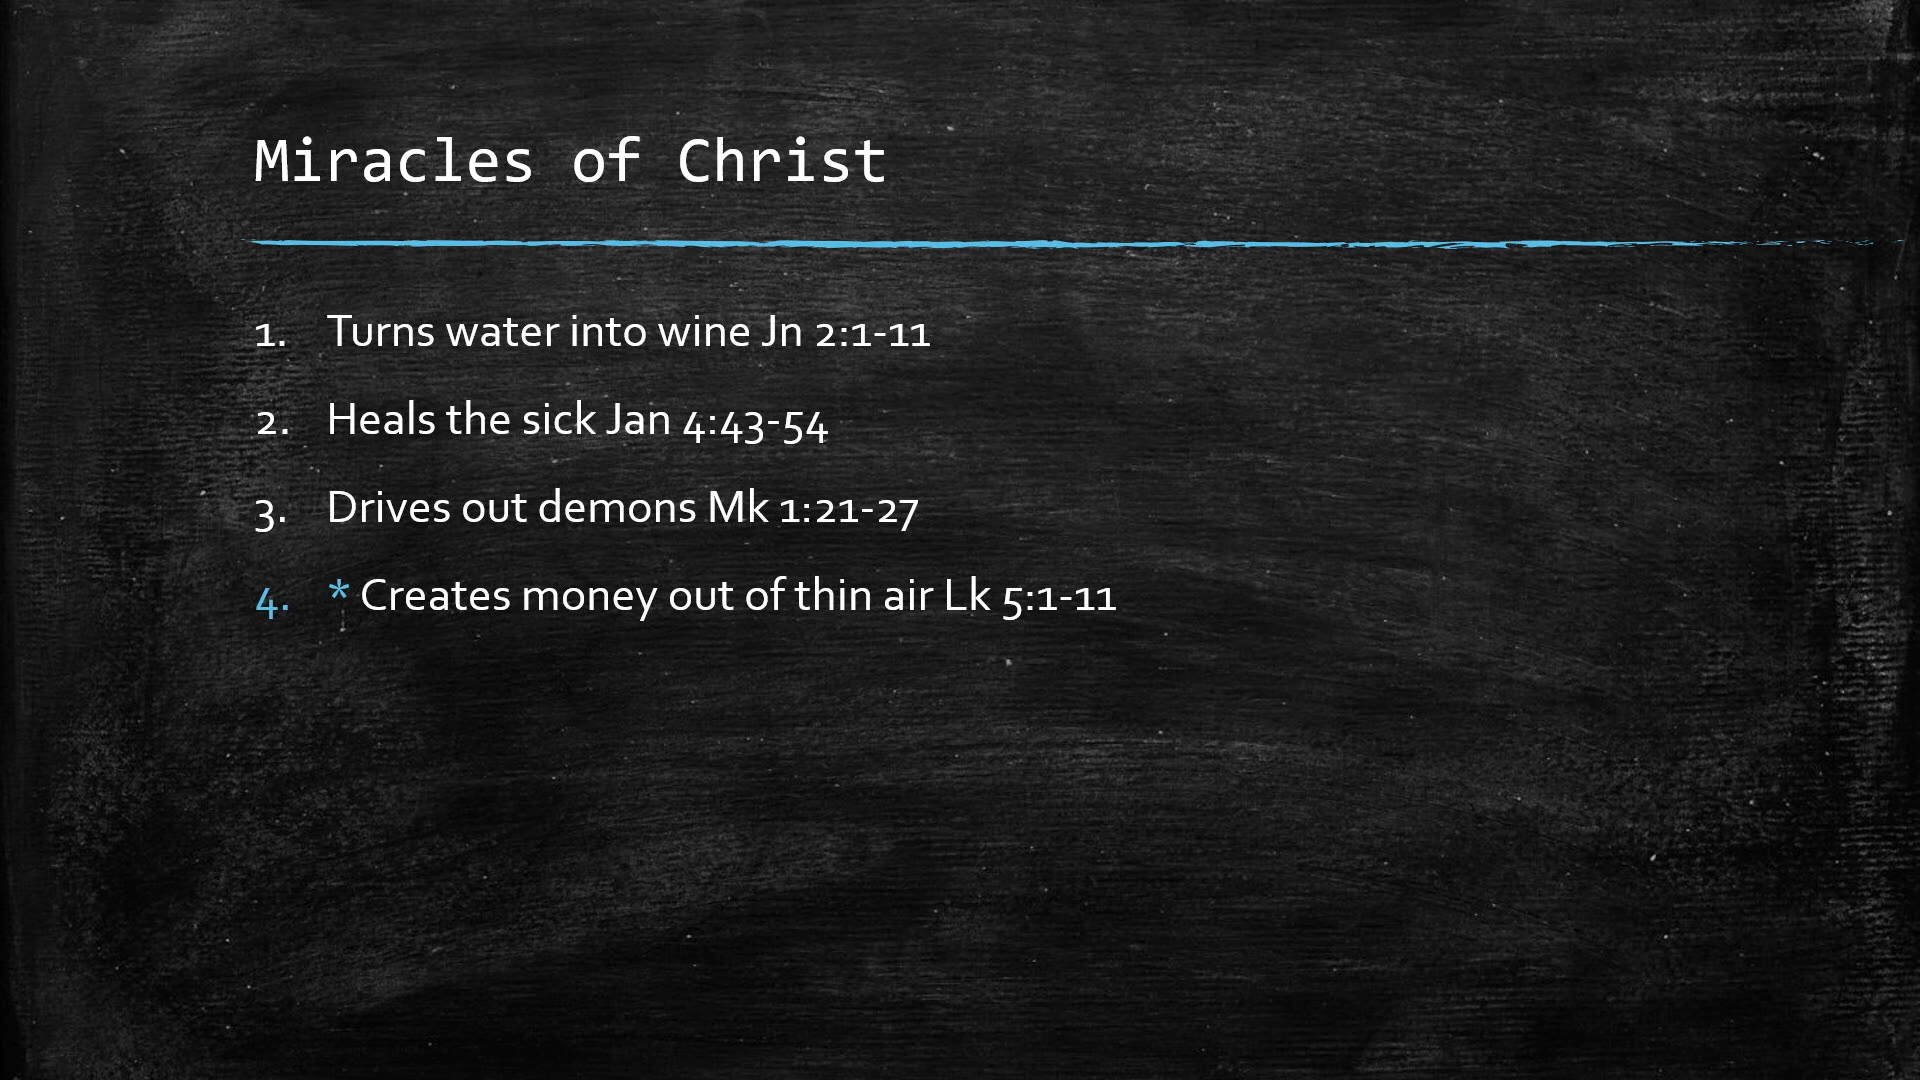 Miracles of Christ
1. Turns water into wine Jn 2:1-11
2. Heals the sick Jan 4:43-54
3. Drives out demons Mk 1:21-27
4. * Creates money out of thin air Lk 5:1-11